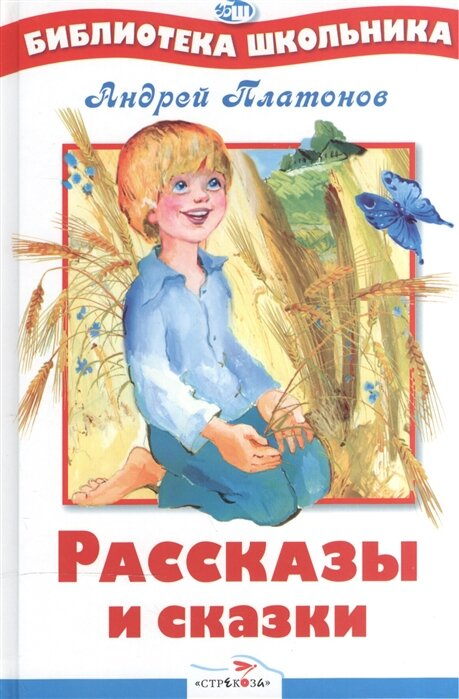 БШ
БИБЛИОТЕКА ШКОЛЬНИКА
Андрей Платонов
РАССКАЗЫ
И СКАЗКИ
«СТРЕКОЗА»